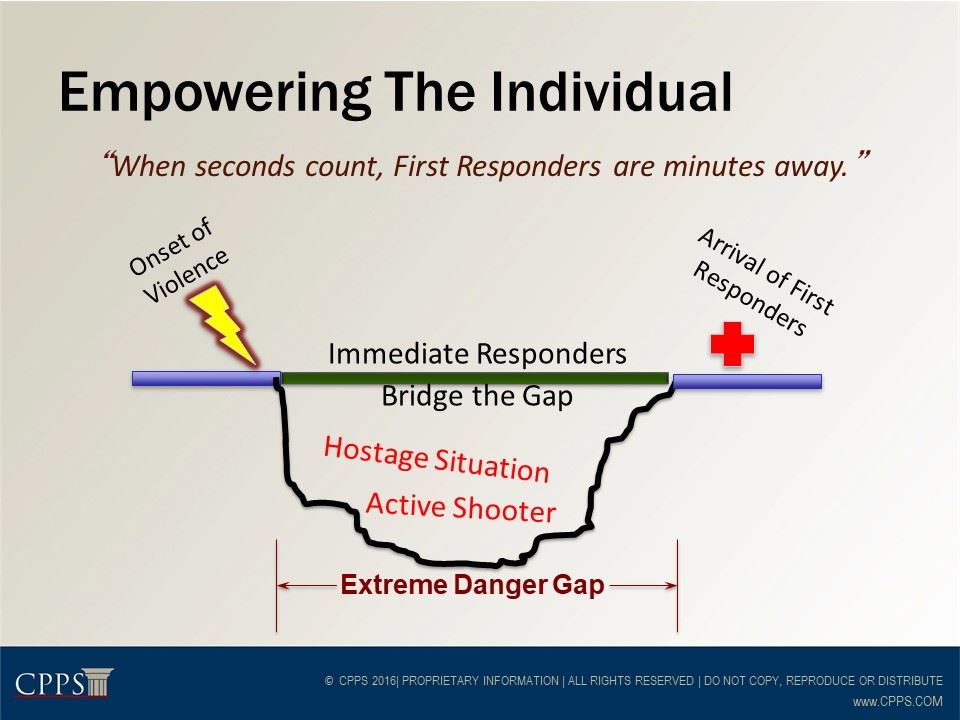 Empowering The Individual
“When seconds count, First Responders are minutes away.”
Onset of
Violence
Arrival of First
Responders
Immediate Responders
Bridge the Gap
Hostage Situation
Active Shooter
Extreme Danger Gap
CPPS
© CPPS 2016| PROPRIETARY INFORMATION | ALL RIGHTS RESERVED | DO NOT COPY, REPRODUCE OR DISTRIBUTE
www.CPPS.COM